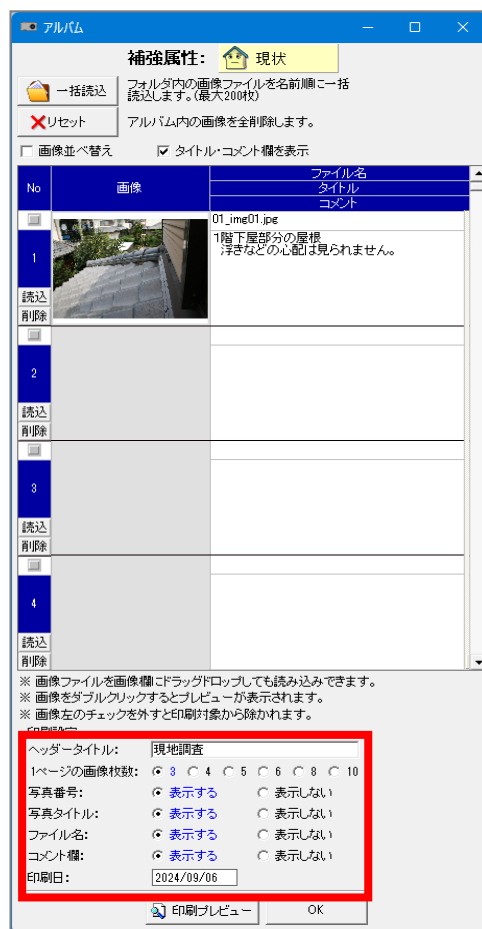 アルバム
補強属性: 現状
一括読込 フォルダ内の画像ファイルを名前順に一括
読込します。(最大200枚)
リセット アルバム内の画像を全削除します。
画像並べ替え タイトル・コメント欄を表示
No 画像 ファイル名
タイトル
コメント
01_img01.jpg
1階下屋部分の屋根
浮きなどの心配は見られません。
1
読込
削除
2
読込
削除
3
読込
削除
4
読込
削除
※ 画像ファイルを画像欄にドラッグドロップしても読み込みできます。
※ 画像をダブルクリックするとプレビューが表示されます。
※ 画像左のチェックを外すと印刷対象から除かれます。
印刷設定
ヘッダータイトル: 現地調査
1ページの画像枚数: 3 4 5 6 8 10
写真番号: 表示する 表示しない
写真タイトル: 表示する 表示しない
ファイル名: 表示する 表示しない
コメント欄: 表示する 表示しない
印刷日: 2024/09/06
印刷プレビュー OK